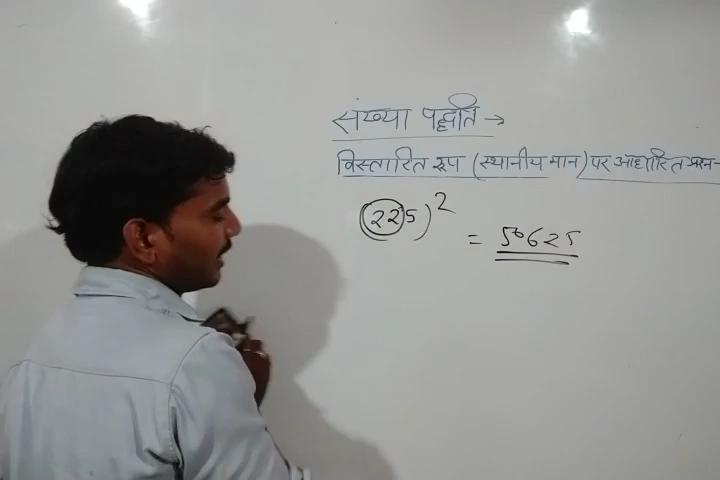 संख्या पद्धति →
विस्तारित रूप (स्थानीय मान) पर आधारित प्रश्न-
(225)²
= 50625